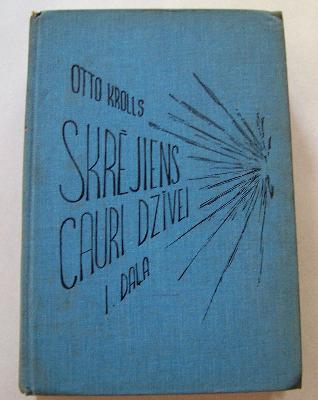 OTTO KROLLS
SKRĒJIENS
CAURI DZĪVEI
I. DAĻA